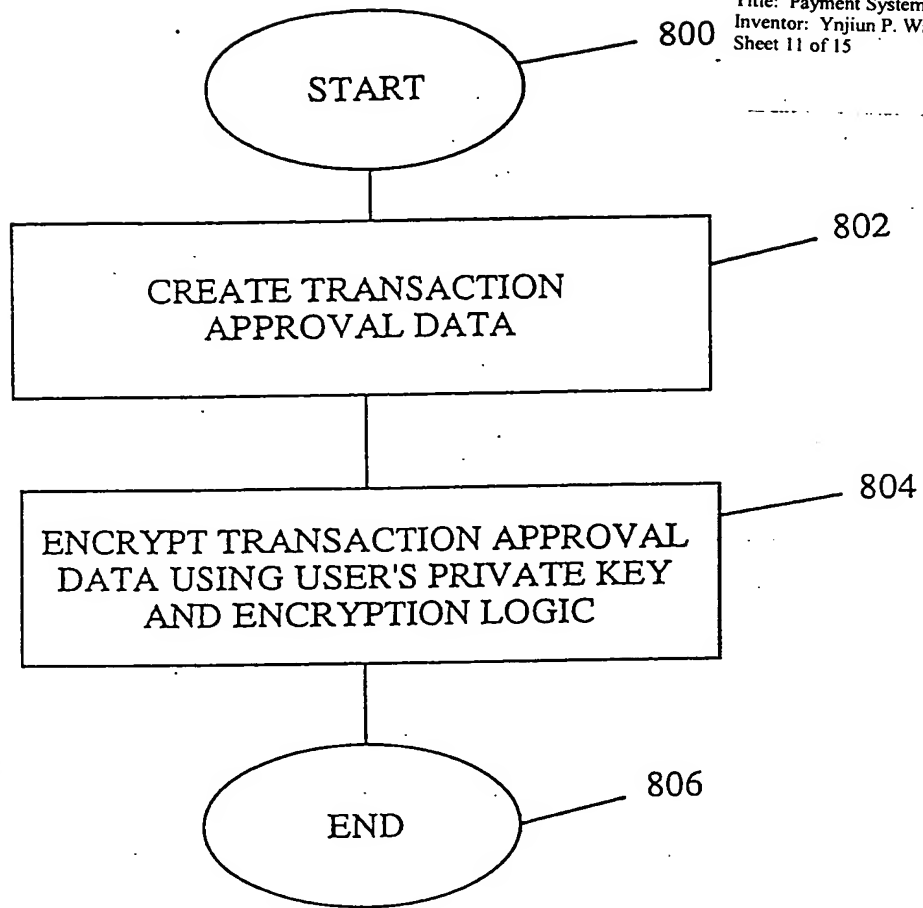 Title: Payment System
Inventor: Ynjiun P. W
Sheet 11 of 15
800
START
802
CREATE TRANSACTION
APPROVAL DATA
804
ENCRYPT TRANSACTION APPROVAL
DATA USING USER'S PRIVATE KEY
AND ENCRYPTION LOGIC
806
END